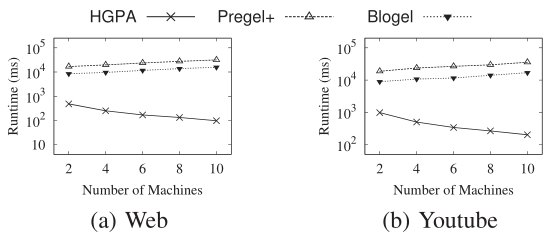 HGPA Pregel+ Blogel
Runtime (ms)
10^5
10^4
10^3
10^2
10
2 4 6 8 10
Number of Machines
(a) Web
Runtime (ms)
10^5
10^4
10^3
10^2
2 4 6 8 10
Number of Machines
(b) Youtube